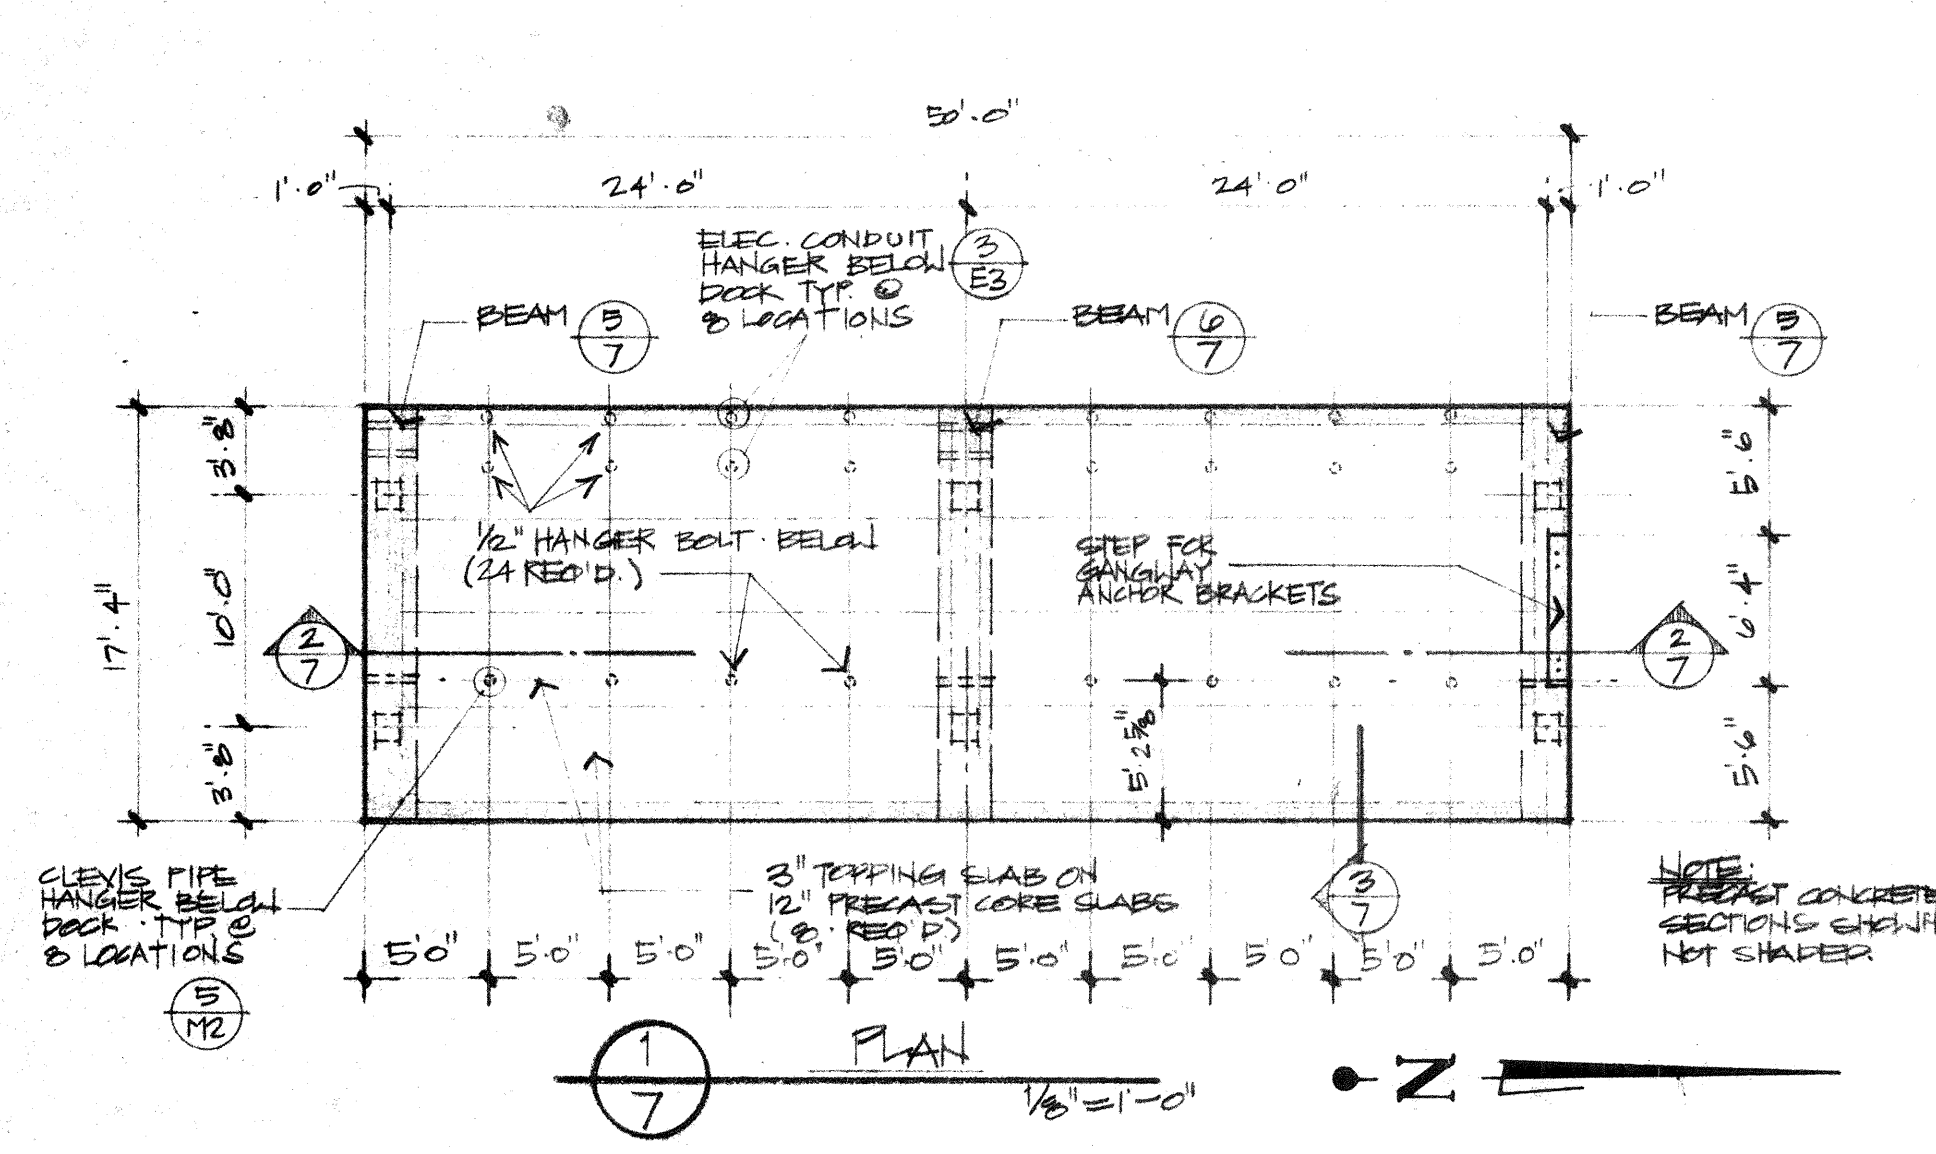 50'·0"
1'·0"
24'·0"
24'·0"
1'·0"
ELEC. CONDUIT
HANGER BELOW
DOCK TYP. @
8 LOCATIONS
3
E3
BEAM
5
7
BEAM
6
7
BEAM
5
7
3'·8"
10'·0"
3'·8"
17'·4"
5'·6"
6'·4"
5'·6"
1/2" HANGER BOLT · BELOW
(24 REQ'D.)
STEP FOR
GANGWAY
ANCHOR BRACKETS
2
7
2
7
5'·2 5/8"
CLEVIS PIPE
HANGER BELOW
DOCK · TYP. @
8 LOCATIONS
5
M2
3" TOPPING SLAB ON
12" PRECAST CORE SLABS
(8 · REQ'D)
3
7
NOTE:
PRECAST CONCRETE
SECTIONS SHOWN
NOT SHADED.
5'0"
5'·0"
5'·0"
5'·0"
5'·0"
5'·0"
5'·0"
5'0"
5'0"
5'·0"
1
7
PLAN
1/8"=1'-0"
N